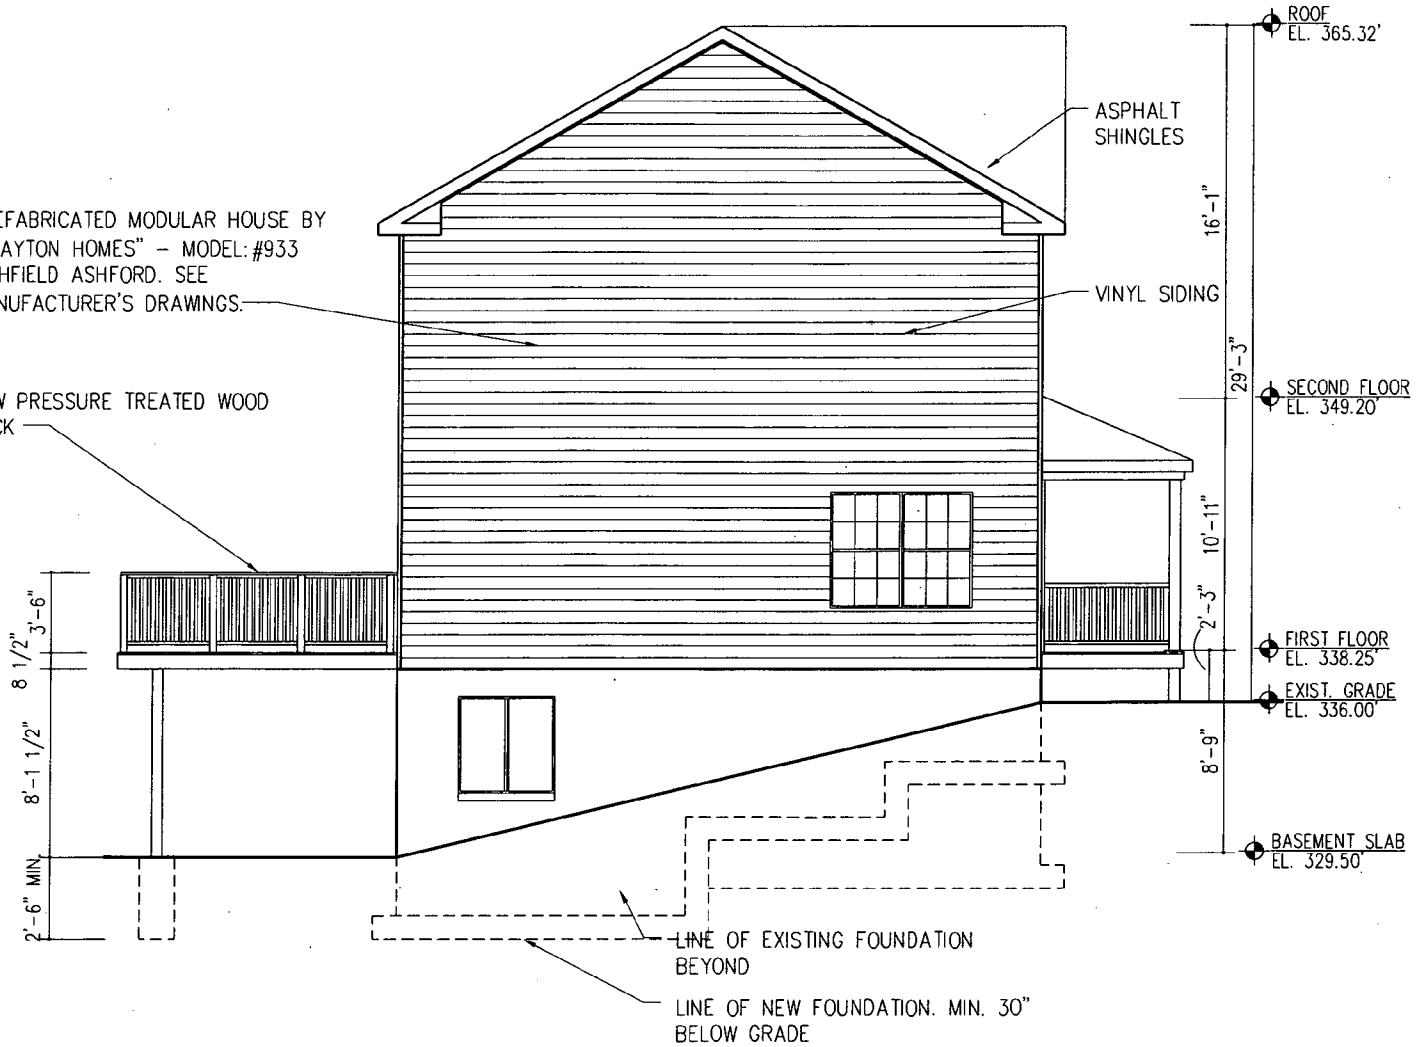 ROOF
EL. 365.32'
ASPHALT
SHINGLES
16'-1"
EFABRICATED MODULAR HOUSE BY
AYTON HOMES" - MODEL: #933
HFIELD ASHFORD. SEE
NUFACTURER'S DRAWINGS.
VINYL SIDING
29'-3"
SECOND FLOOR
EL. 349.20'
W PRESSURE TREATED WOOD
CK
10'-11"
3'-6"
2'-3"
8 1/2"
FIRST FLOOR
EL. 338.25'
EXIST. GRADE
EL. 336.00'
8'-1 1/2"
8'-9"
BASEMENT SLAB
EL. 329.50'
2'-6" MIN.
LINE OF EXISTING FOUNDATION
BEYOND
LINE OF NEW FOUNDATION. MIN. 30"
BELOW GRADE